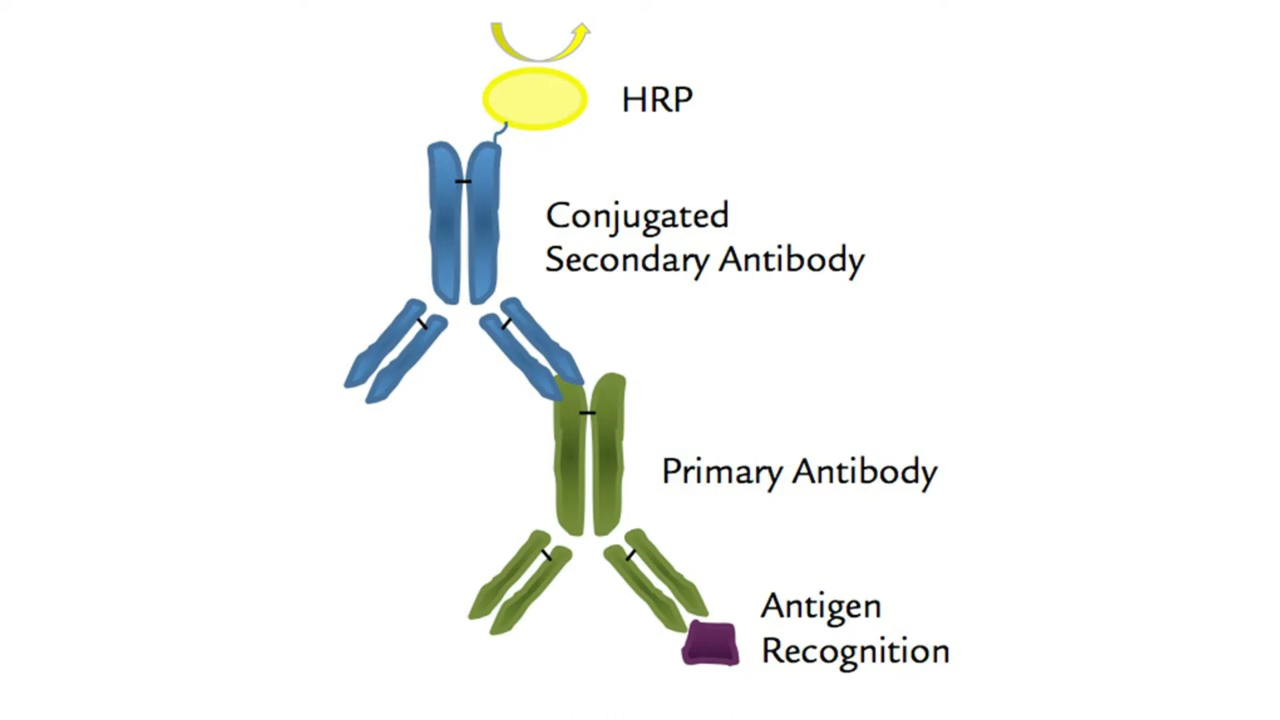 HRP
Conjugated
Secondary Antibody
Primary Antibody
Antigen
Recognition